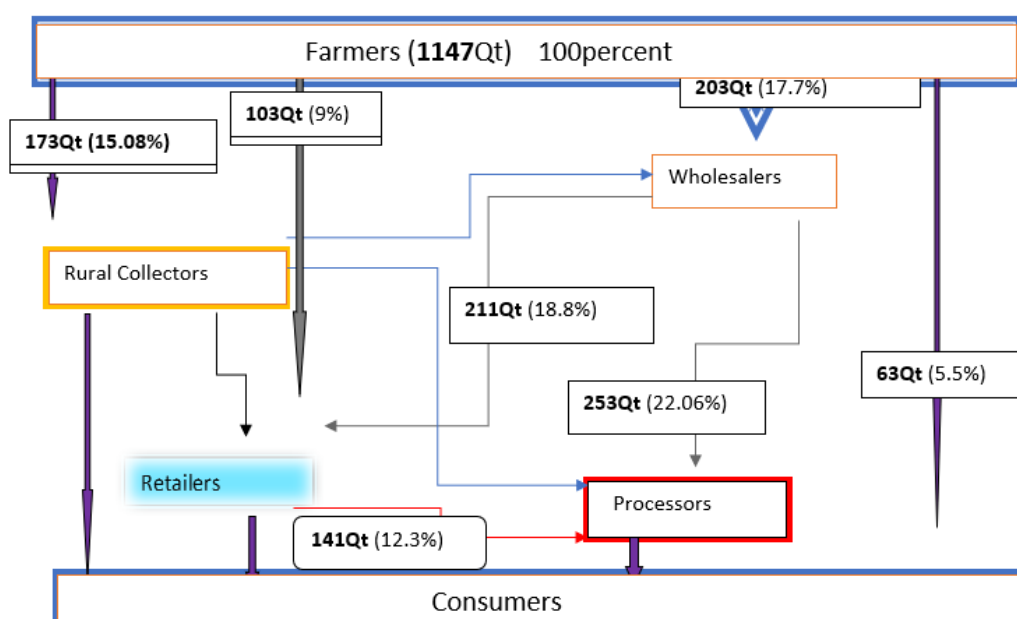 Farmers (1147Qt) 100percent
203Qt (17.7%)
103Qt (9%)
173Qt (15.08%)
Wholesalers
Rural Collectors
211Qt (18.8%)
63Qt (5.5%)
253Qt (22.06%)
Retailers
Processors
141Qt (12.3%)
Consumers